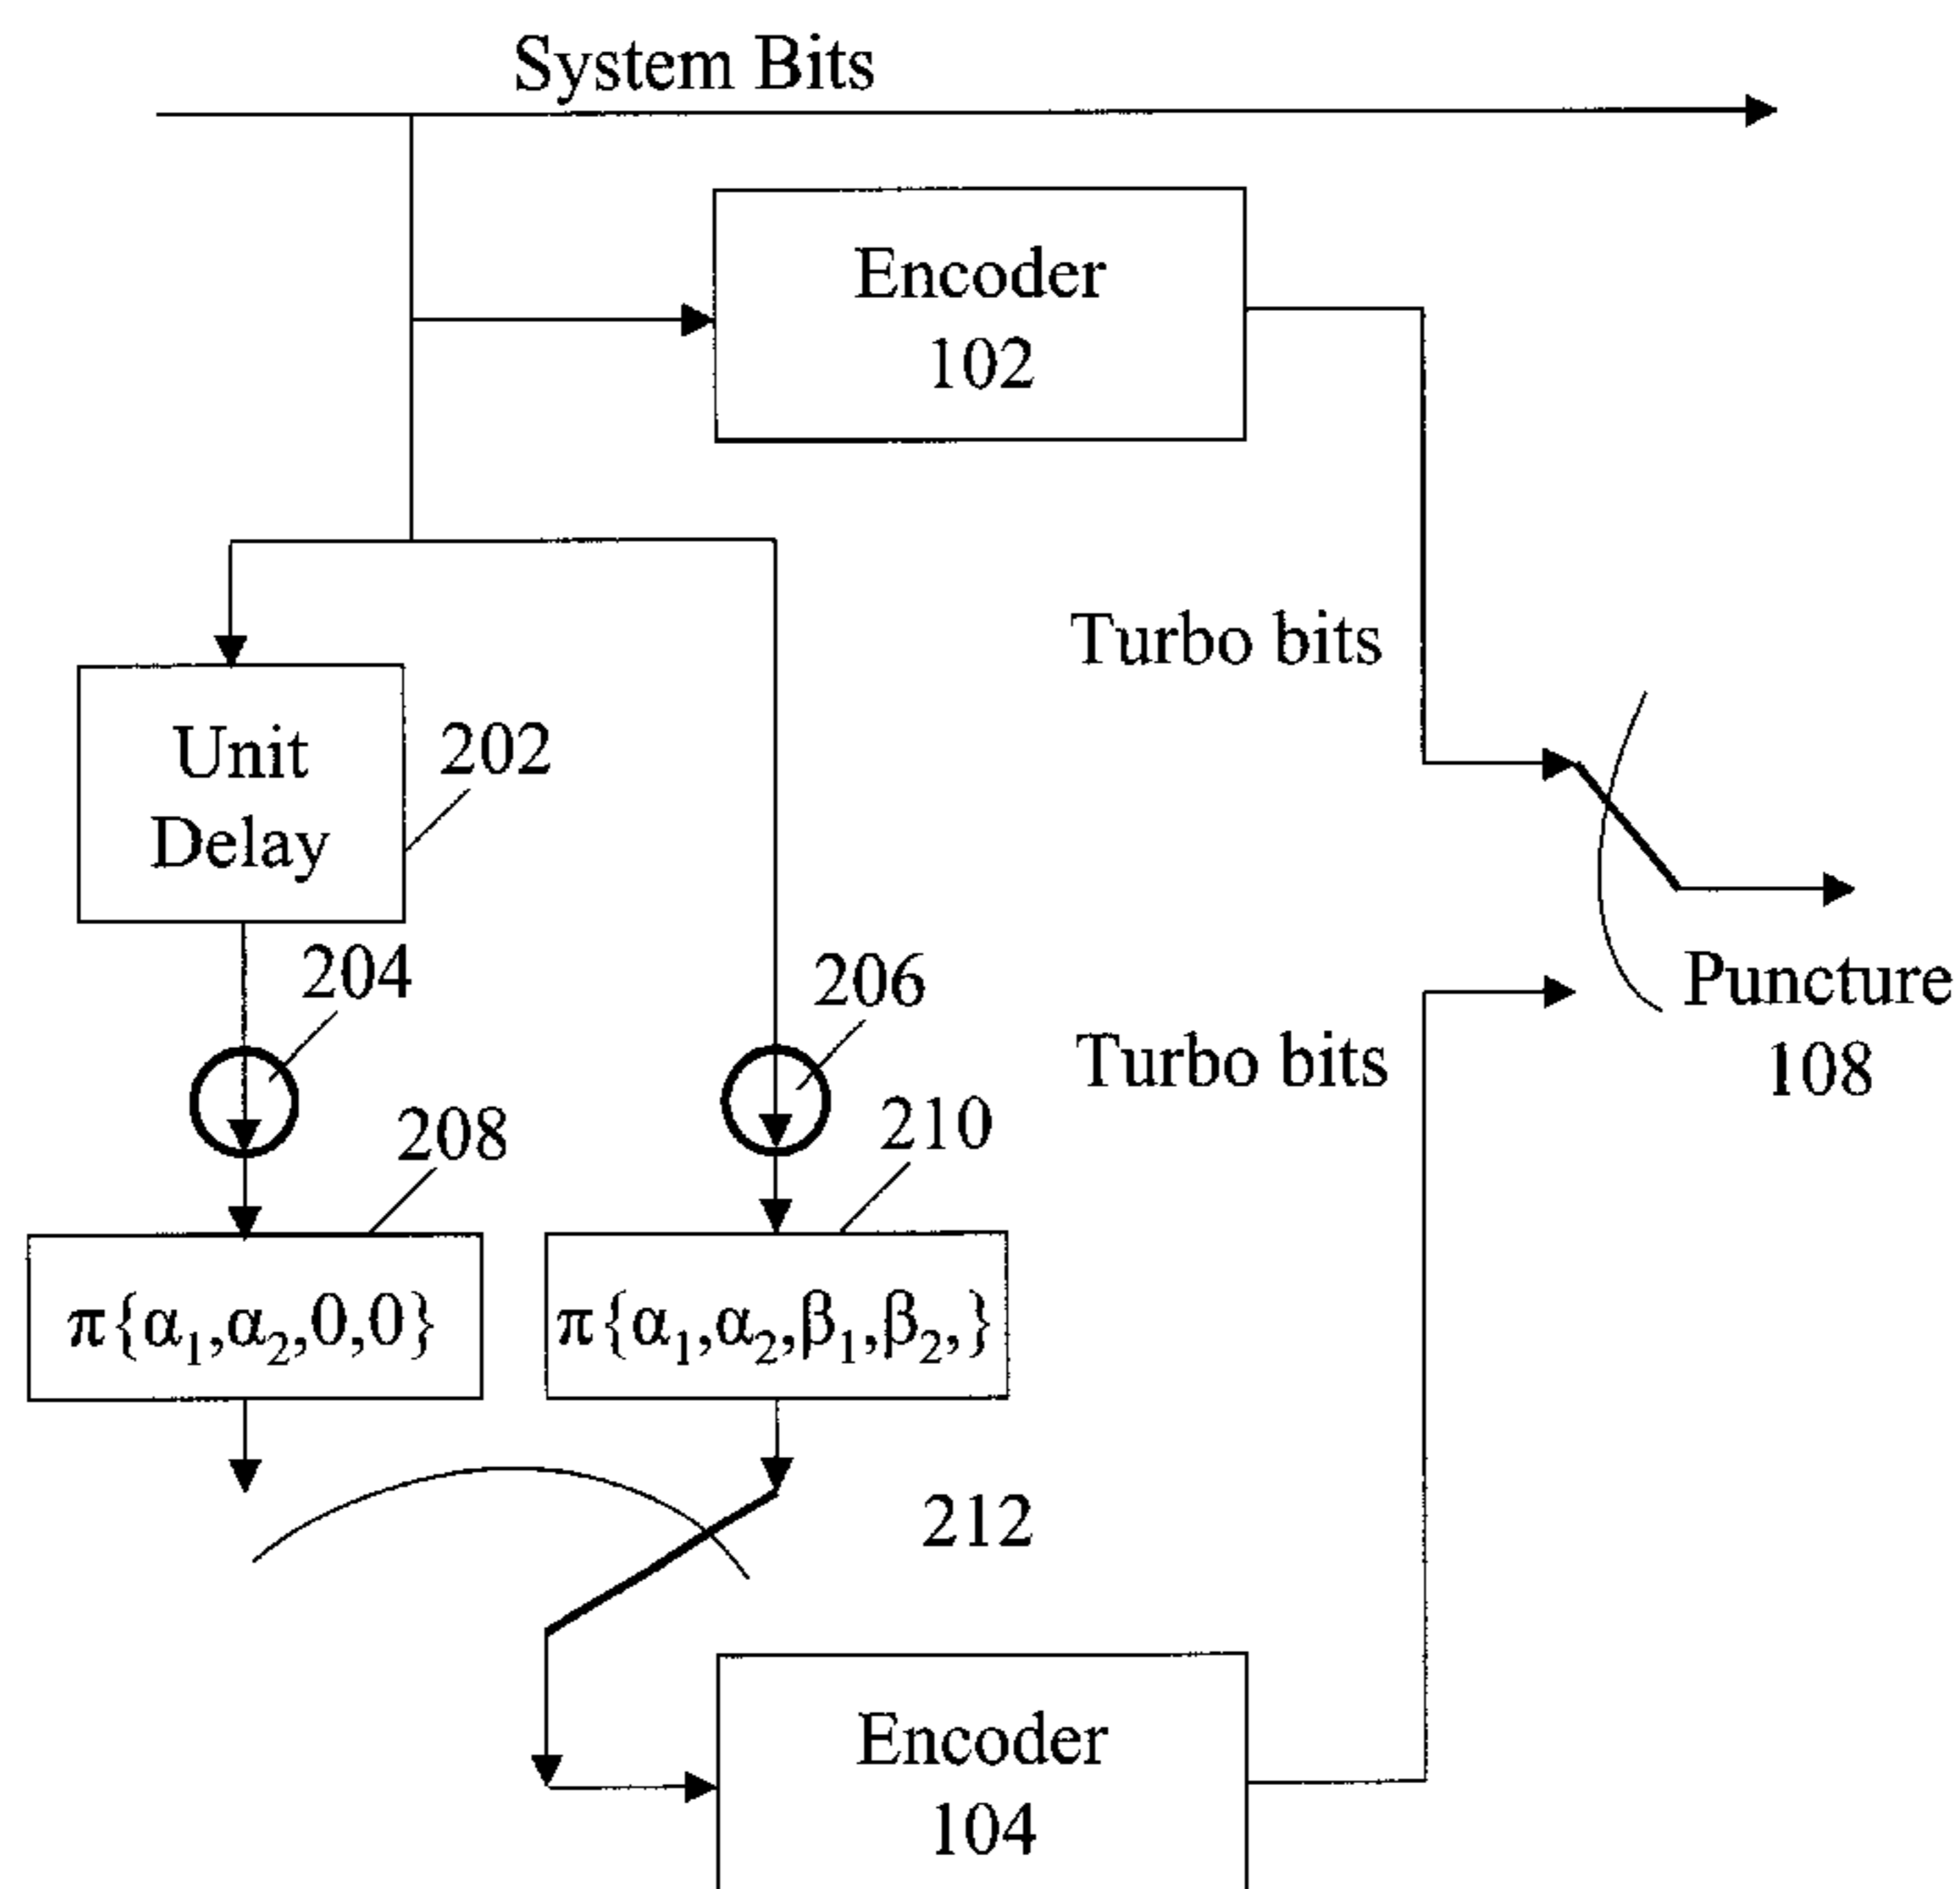 System Bits
Encoder
102
Turbo bits
Unit
Delay
202
204
206
Puncture
108
Turbo bits
208
210
π{α₁,α₂,0,0}
π{α₁,α₂,β₁,β₂,}
212
Encoder
104